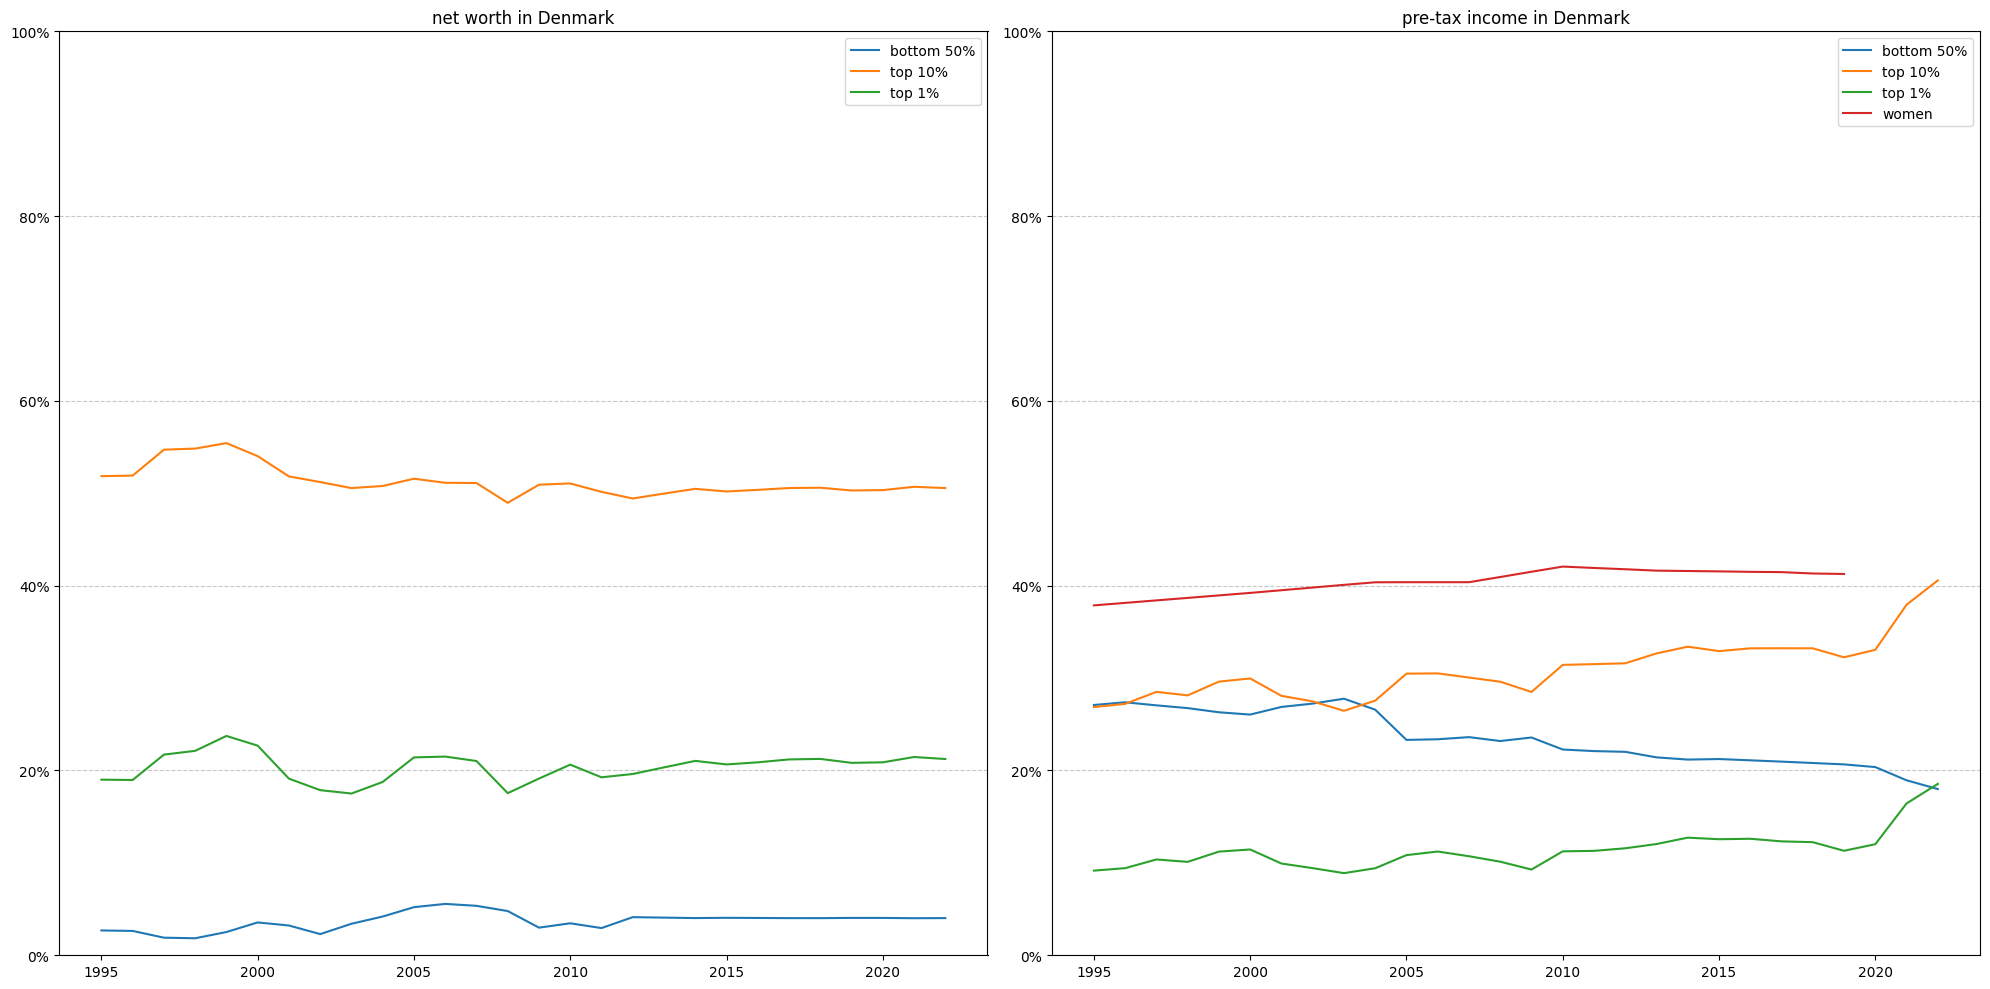 net worth in Denmark
100%
80%
60%
40%
20%
0%
1995 2000 2005 2010 2015 2020
bottom 50%
top 10%
top 1%
pre-tax income in Denmark
100%
80%
60%
40%
20%
0%
1995 2000 2005 2010 2015 2020
bottom 50%
top 10%
top 1%
women